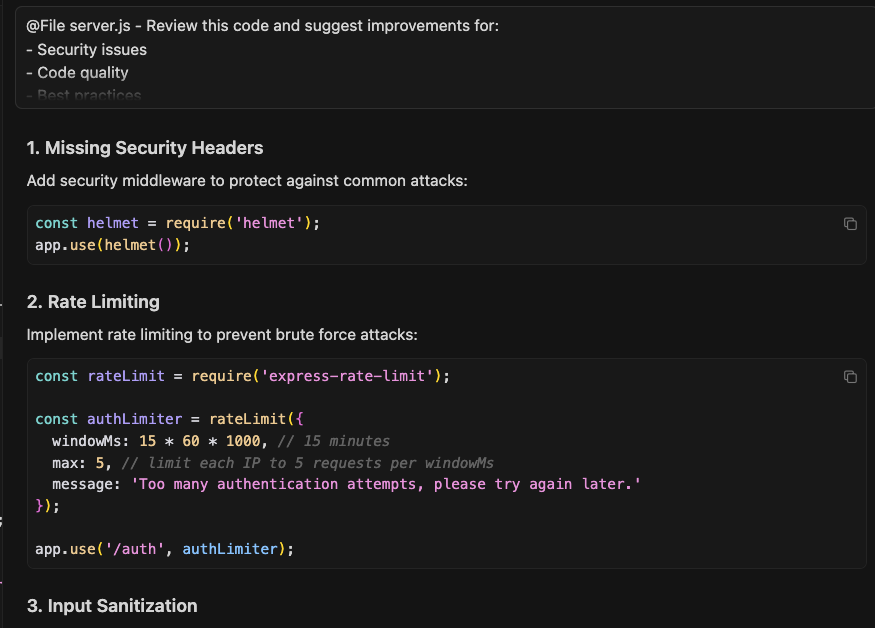 @File server.js - Review this code and suggest improvements for:
- Security issues
- Code quality
- Best practices
1. Missing Security Headers
Add security middleware to protect against common attacks:
const helmet = require('helmet');
app.use(helmet());
2. Rate Limiting
Implement rate limiting to prevent brute force attacks:
const rateLimit = require('express-rate-limit');
const authLimiter = rateLimit({
  windowMs: 15 * 60 * 1000, // 15 minutes
  max: 5, // limit each IP to 5 requests per windowMs
  message: 'Too many authentication attempts, please try again later.'
});
app.use('/auth', authLimiter);
3. Input Sanitization